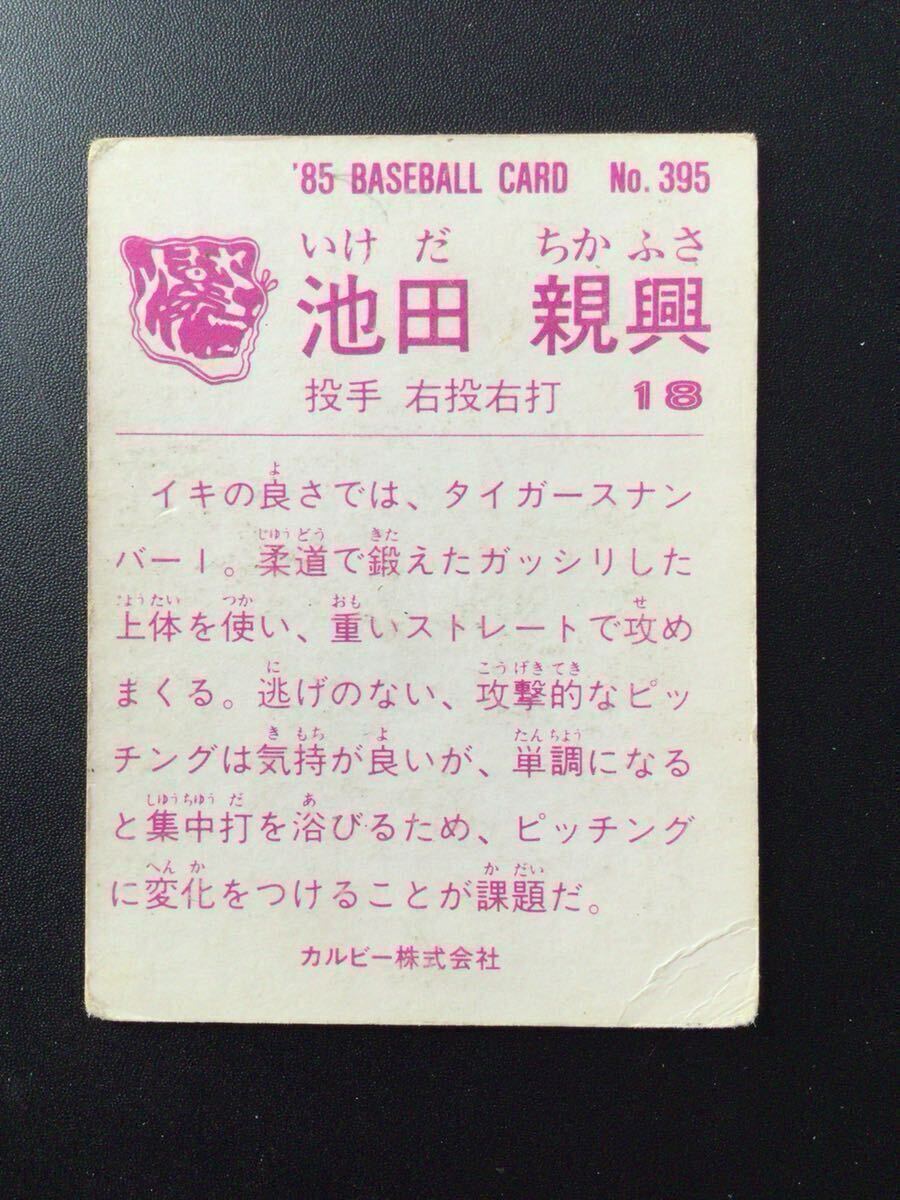 '85 BASEBALL CARD No. 395
いけだ ちかふさ
池田 親興
投手 右投右打 18
イキの良さでは、タイガースナン
バー1。柔道で鍛えたガッシリした
上体を使い、重いストレートで攻め
まくる。逃げのない、攻撃的なピッ
チングは気持が良いが、単調になる
と集中打を浴びるため、ピッチング
に変化をつけることが課題だ。
カルビー株式会社